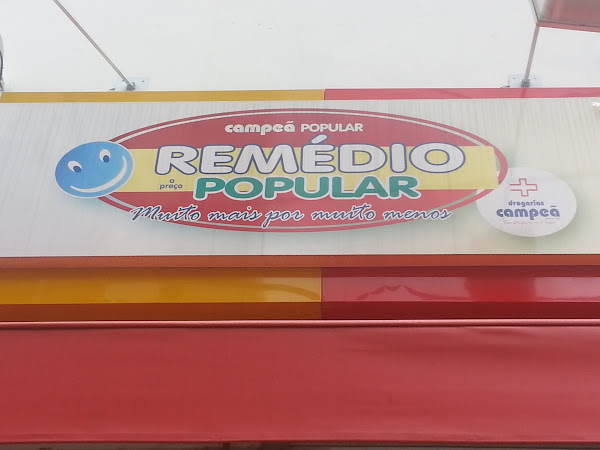 campeã POPULAR
REMÉDIO
a preço
POPULAR
Muito mais por muito menos
drogarias
campeã